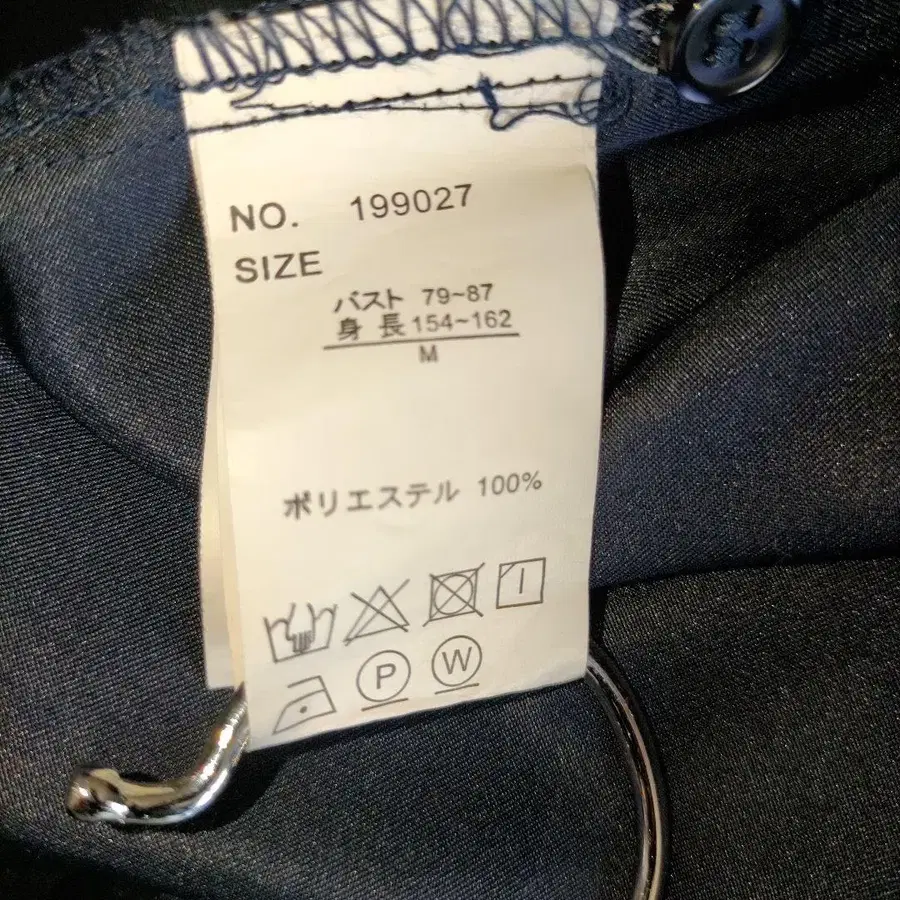 NO. 199027
SIZE
バスト 79~87
身 長 154~162
M
ポリエステル 100%
P W